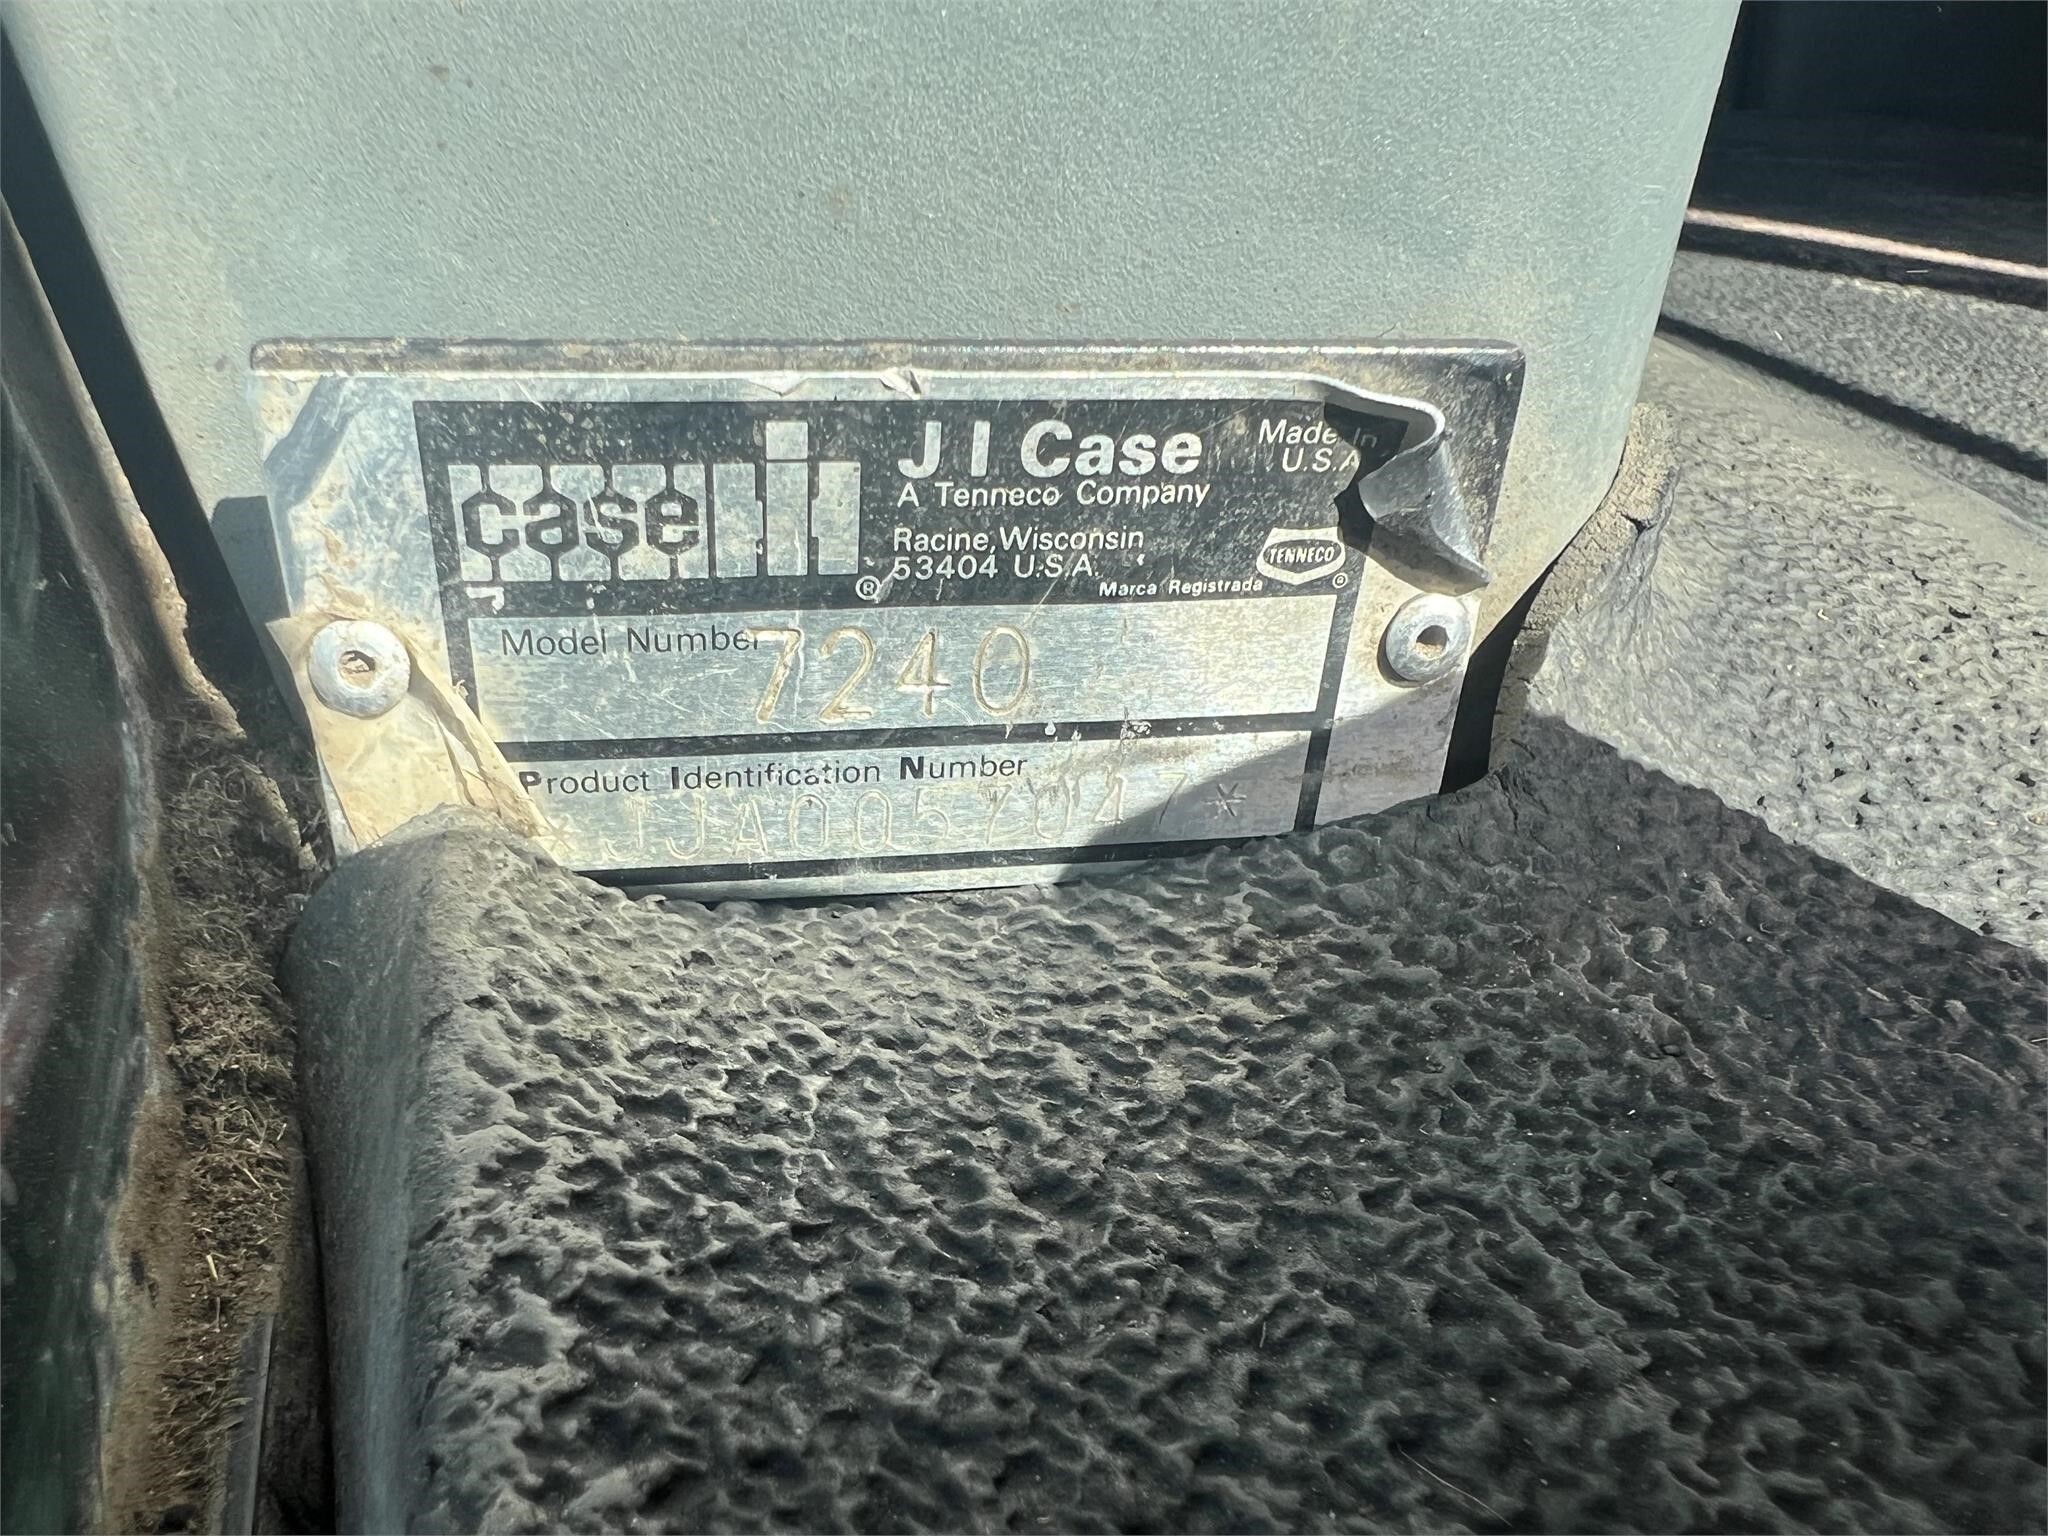 case IH ®
J I Case
A Tenneco Company
Made In
U.S.A.
Racine, Wisconsin
53404 U.S.A.
TENNECO ®
Marca Registrada
Model Number 7240
Product Identification Number
*JJA0057047*